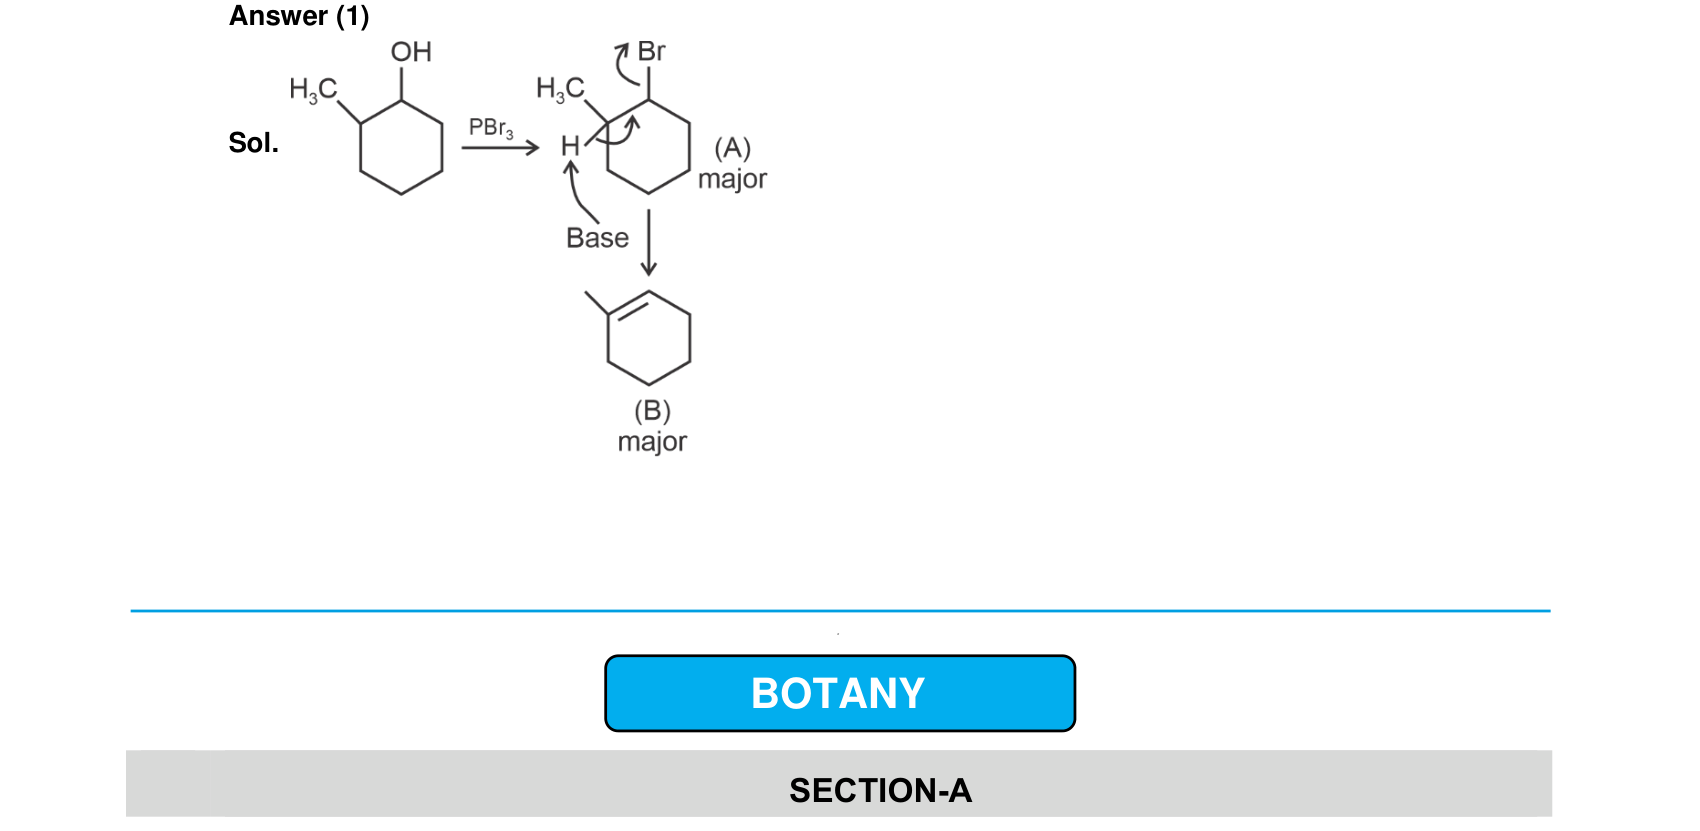 Answer (1)
OH
H₃C
Sol.
PBr₃
Br
H₃C
H
(A)
major
Base
(B)
major
BOTANY
SECTION-A